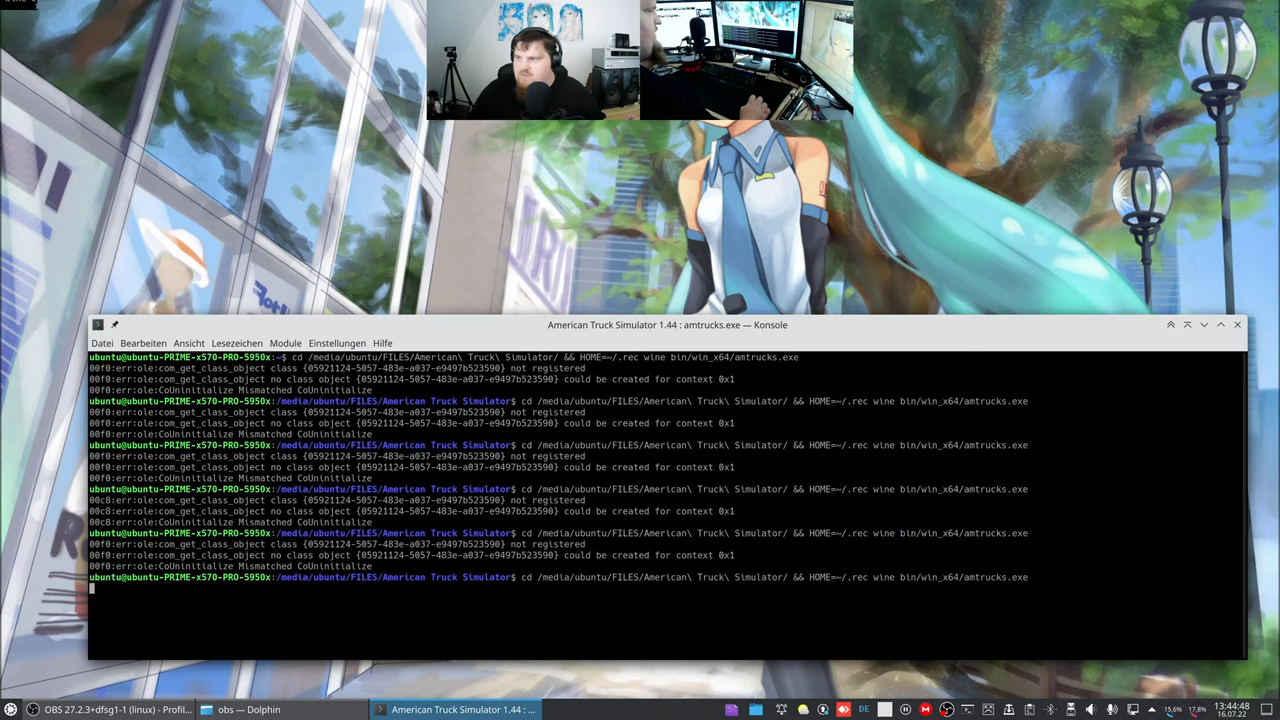 American Truck Simulator 1.44 : amtrucks.exe — Konsole
Datei Bearbeiten Ansicht Lesezeichen Module Einstellungen Hilfe
ubuntu@ubuntu-PRIME-x570-PRO-5950x:~$ cd /media/ubuntu/FILES/American\ Truck\ Simulator/ && HOME=~/.rec wine bin/win_x64/amtrucks.exe
00f0:err:ole:com_get_class_object class {05921124-5057-483e-a037-e9497b523590} not registered
00f0:err:ole:com_get_class_object no class object {05921124-5057-483e-a037-e9497b523590} could be created for context 0x1
00f0:err:ole:CoUninitialize Mismatched CoUninitialize
ubuntu@ubuntu-PRIME-x570-PRO-5950x:/media/ubuntu/FILES/American Truck Simulator$ cd /media/ubuntu/FILES/American\ Truck\ Simulator/ && HOME=~/.rec wine bin/win_x64/amtrucks.exe
00f0:err:ole:com_get_class_object class {05921124-5057-483e-a037-e9497b523590} not registered
00f0:err:ole:com_get_class_object no class object {05921124-5057-483e-a037-e9497b523590} could be created for context 0x1
00f0:err:ole:CoUninitialize Mismatched CoUninitialize
ubuntu@ubuntu-PRIME-x570-PRO-5950x:/media/ubuntu/FILES/American Truck Simulator$ cd /media/ubuntu/FILES/American\ Truck\ Simulator/ && HOME=~/.rec wine bin/win_x64/amtrucks.exe
00f0:err:ole:com_get_class_object class {05921124-5057-483e-a037-e9497b523590} not registered
00f0:err:ole:com_get_class_object no class object {05921124-5057-483e-a037-e9497b523590} could be created for context 0x1
00f0:err:ole:CoUninitialize Mismatched CoUninitialize
ubuntu@ubuntu-PRIME-x570-PRO-5950x:/media/ubuntu/FILES/American Truck Simulator$ cd /media/ubuntu/FILES/American\ Truck\ Simulator/ && HOME=~/.rec wine bin/win_x64/amtrucks.exe
00c8:err:ole:com_get_class_object class {05921124-5057-483e-a037-e9497b523590} not registered
00c8:err:ole:com_get_class_object no class object {05921124-5057-483e-a037-e9497b523590} could be created for context 0x1
00c8:err:ole:CoUninitialize Mismatched CoUninitialize
ubuntu@ubuntu-PRIME-x570-PRO-5950x:/media/ubuntu/FILES/American Truck Simulator$ cd /media/ubuntu/FILES/American\ Truck\ Simulator/ && HOME=~/.rec wine bin/win_x64/amtrucks.exe
00f0:err:ole:com_get_class_object class {05921124-5057-483e-a037-e9497b523590} not registered
00f0:err:ole:com_get_class_object no class object {05921124-5057-483e-a037-e9497b523590} could be created for context 0x1
00f0:err:ole:CoUninitialize Mismatched CoUninitialize
ubuntu@ubuntu-PRIME-x570-PRO-5950x:/media/ubuntu/FILES/American Truck Simulator$ cd /media/ubuntu/FILES/American\ Truck\ Simulator/ && HOME=~/.rec wine bin/win_x64/amtrucks.exe
OBS 27.2.3+dfsg1-1 (linux) - Profil... obs — Dolphin American Truck Simulator 1.44 : ... DE 15,6% 17,8% 13:44:48
16.07.22